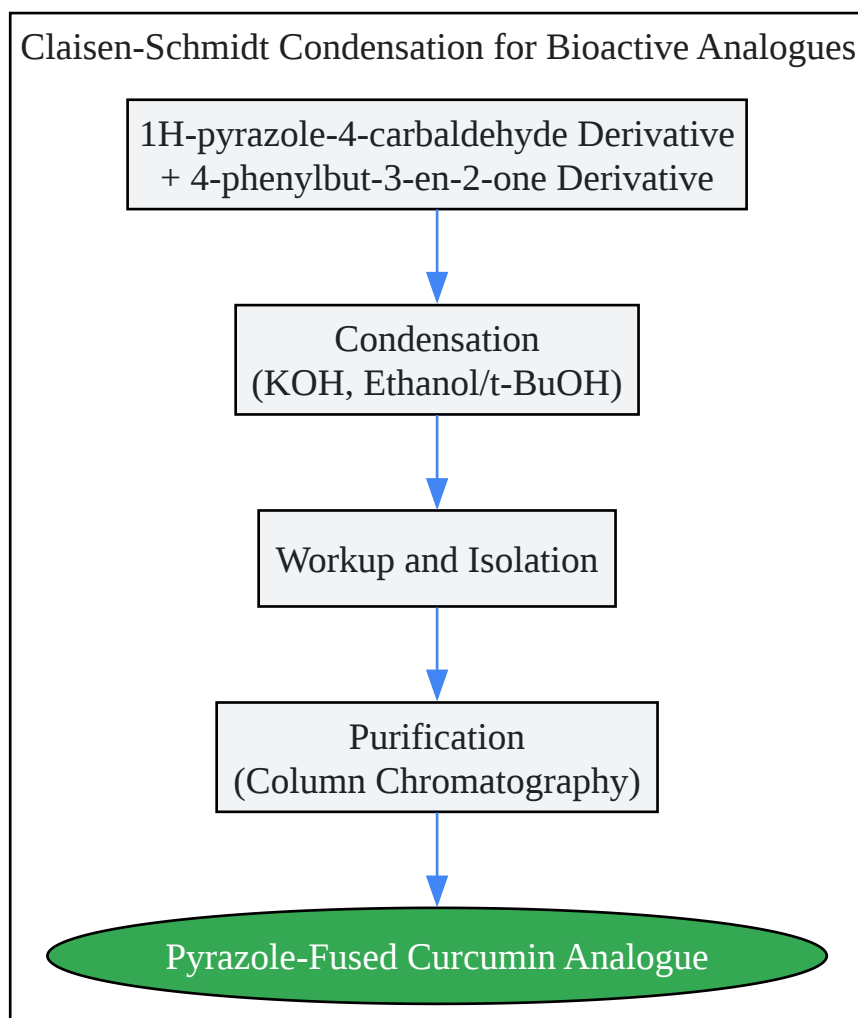 Claisen-Schmidt Condensation for Bioactive Analogues
1H-pyrazole-4-carbaldehyde Derivative
+ 4-phenylbut-3-en-2-one Derivative
Condensation
(KOH, Ethanol/t-BuOH)
Workup and Isolation
Purification
(Column Chromatography)
Pyrazole-Fused Curcumin Analogue